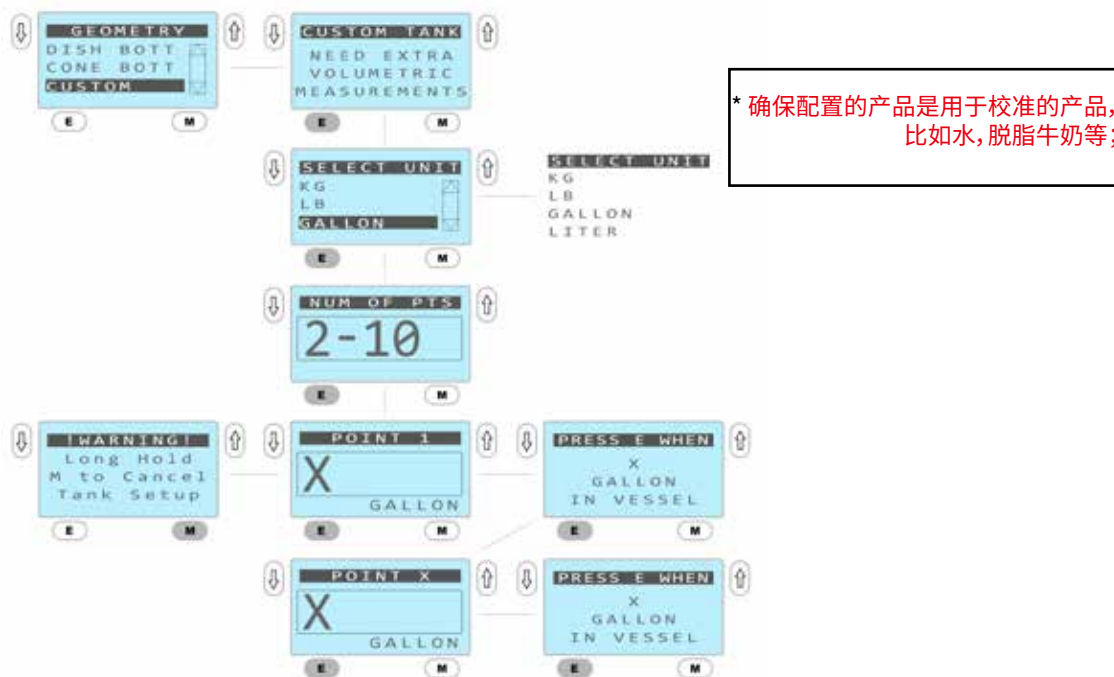 GEOMETRY
DISH BOTT
CONE BOTT
CUSTOM
E M
CUSTOM TANK
NEED EXTRA
VOLUMETRIC
MEASUREMENTS
E M
* 确保配置的产品是用于校准的产品，
比如水，脱脂牛奶等；
SELECT UNIT
KG
LB
GALLON
E M
SELECT UNIT
KG
LB
GALLON
LITER
NUM OF PTS
2-10
E M
!WARNING!
Long Hold
M to Cancel
Tank Setup
E M
POINT 1
X
GALLON
E M
PRESS E WHEN
X
GALLON
IN VESSEL
E M
POINT X
X
GALLON
E M
PRESS E WHEN
X
GALLON
IN VESSEL
E M